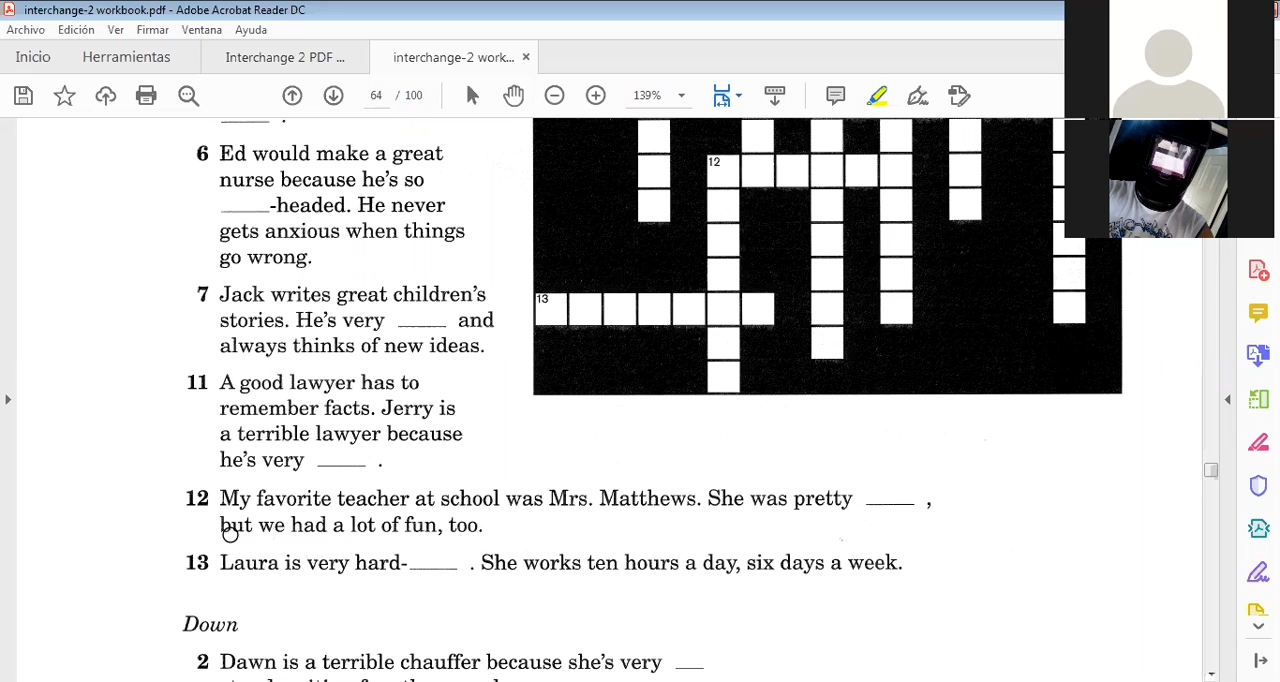 interchange-2 workbook.pdf - Adobe Acrobat Reader DC
Archivo Edición Ver Firmar Ventana Ayuda
Inicio Herramientas Interchange 2 PDF ... interchange-2 work... ×
64 / 100 139%
_____ .
6 Ed would make a great
nurse because he's so
_____-headed. He never
gets anxious when things
go wrong.
7 Jack writes great children's
stories. He's very _____ and
always thinks of new ideas.
11 A good lawyer has to
remember facts. Jerry is
a terrible lawyer because
he's very _____ .
12 My favorite teacher at school was Mrs. Matthews. She was pretty _____ ,
but we had a lot of fun, too.
13 Laura is very hard-_____ . She works ten hours a day, six days a week.
Down
2 Dawn is a terrible chauffer because she's very ___
12
13